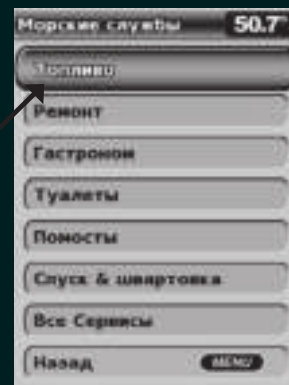 Морские службы 50.7
Топливо
Ремонт
Гастроном
Туалеты
Помосты
Спуск & швартовка
Все Сервисы
Назад MENU